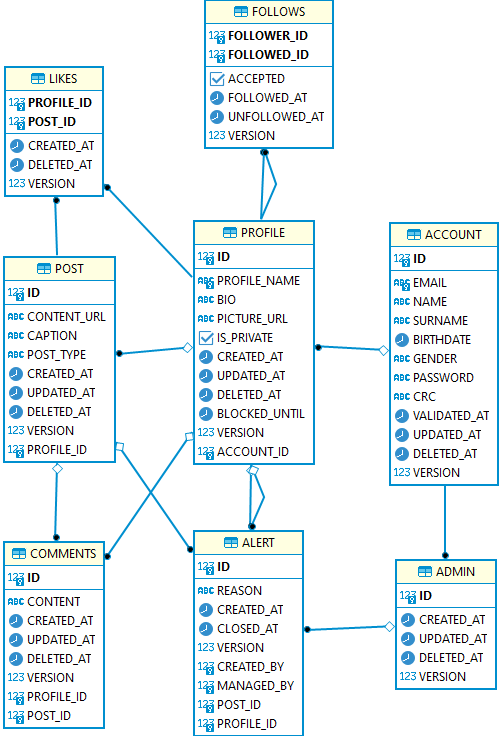 FOLLOWS
123 FOLLOWER_ID
123 FOLLOWED_ID
ACCEPTED
FOLLOWED_AT
UNFOLLOWED_AT
123 VERSION
LIKES
123 PROFILE_ID
123 POST_ID
CREATED_AT
DELETED_AT
123 VERSION
PROFILE
123 ID
ABC PROFILE_NAME
ABC BIO
ABC PICTURE_URL
IS_PRIVATE
CREATED_AT
UPDATED_AT
DELETED_AT
BLOCKED_UNTIL
123 VERSION
123 ACCOUNT_ID
ACCOUNT
123 ID
ABC EMAIL
ABC NAME
ABC SURNAME
BIRTHDATE
ABC GENDER
ABC PASSWORD
ABC CRC
VALIDATED_AT
UPDATED_AT
DELETED_AT
123 VERSION
POST
123 ID
ABC CONTENT_URL
ABC CAPTION
ABC POST_TYPE
CREATED_AT
UPDATED_AT
DELETED_AT
123 VERSION
123 PROFILE_ID
COMMENTS
123 ID
ABC CONTENT
CREATED_AT
UPDATED_AT
DELETED_AT
123 VERSION
123 PROFILE_ID
123 POST_ID
ALERT
123 ID
ABC REASON
CREATED_AT
CLOSED_AT
123 VERSION
123 CREATED_BY
123 MANAGED_BY
123 POST_ID
123 PROFILE_ID
ADMIN
123 ID
CREATED_AT
UPDATED_AT
DELETED_AT
123 VERSION